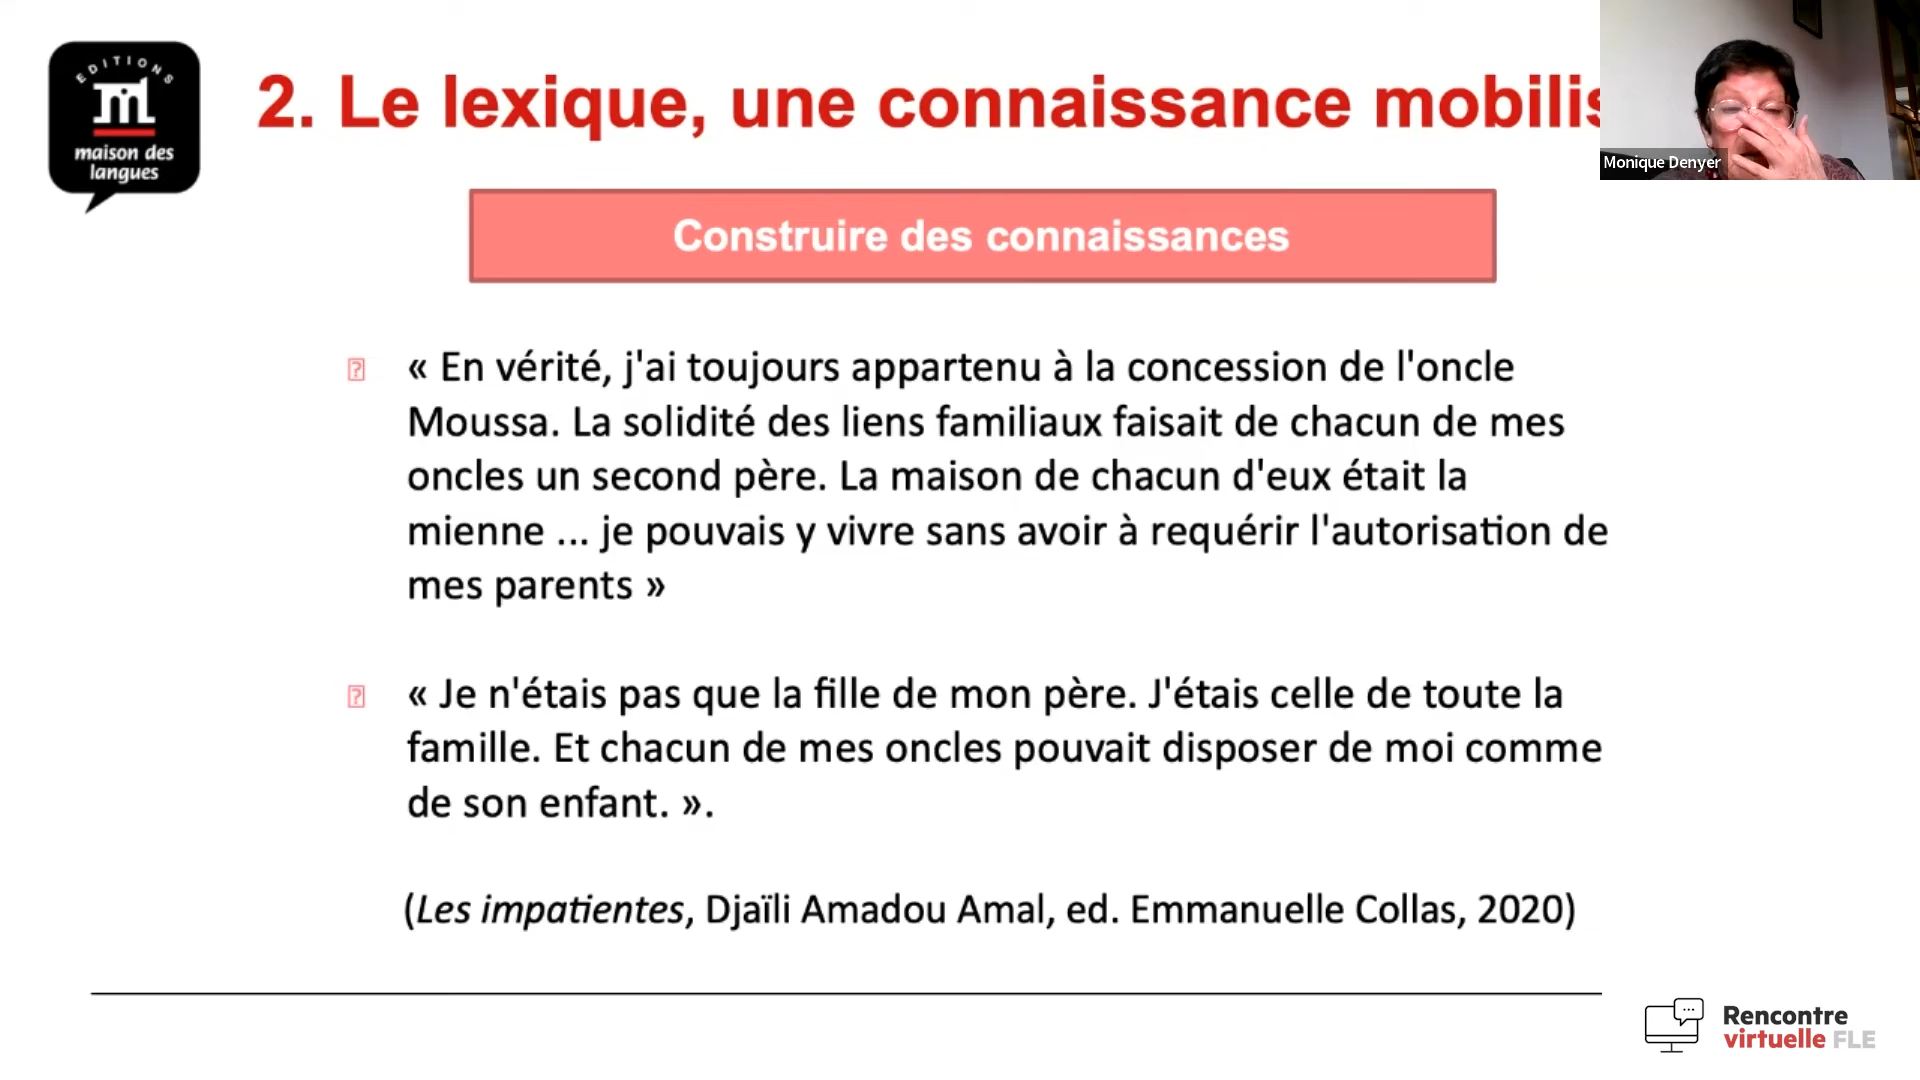 EDITIONS
maison des
langues
2. Le lexique, une connaissance mobilis
Monique Denyer
Construire des connaissances
« En vérité, j'ai toujours appartenu à la concession de l'oncle
Moussa. La solidité des liens familiaux faisait de chacun de mes
oncles un second père. La maison de chacun d'eux était la
mienne ... je pouvais y vivre sans avoir à requérir l'autorisation de
mes parents »
« Je n'étais pas que la fille de mon père. J'étais celle de toute la
famille. Et chacun de mes oncles pouvait disposer de moi comme
de son enfant. ».
(Les impatientes, Djaïli Amadou Amal, ed. Emmanuelle Collas, 2020)
Rencontre
virtuelle FLE